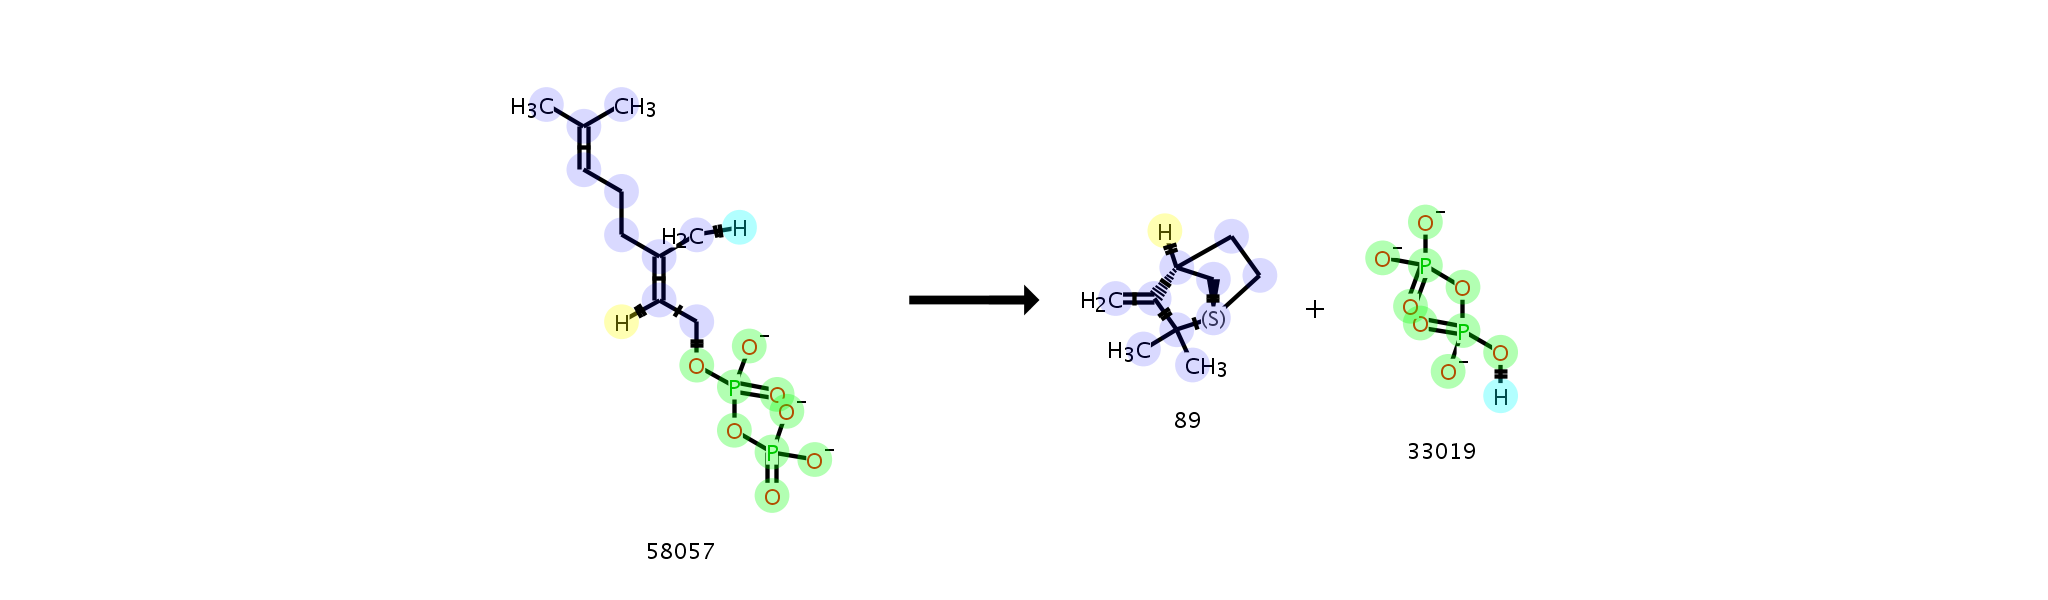 H3C CH3
H2C H
H
O O−
P O
O O−
P O−
O
58057
H
H2C (S)
H3C
CH3
89
+
O−
O− P
O O
O P
O− O
H
33019